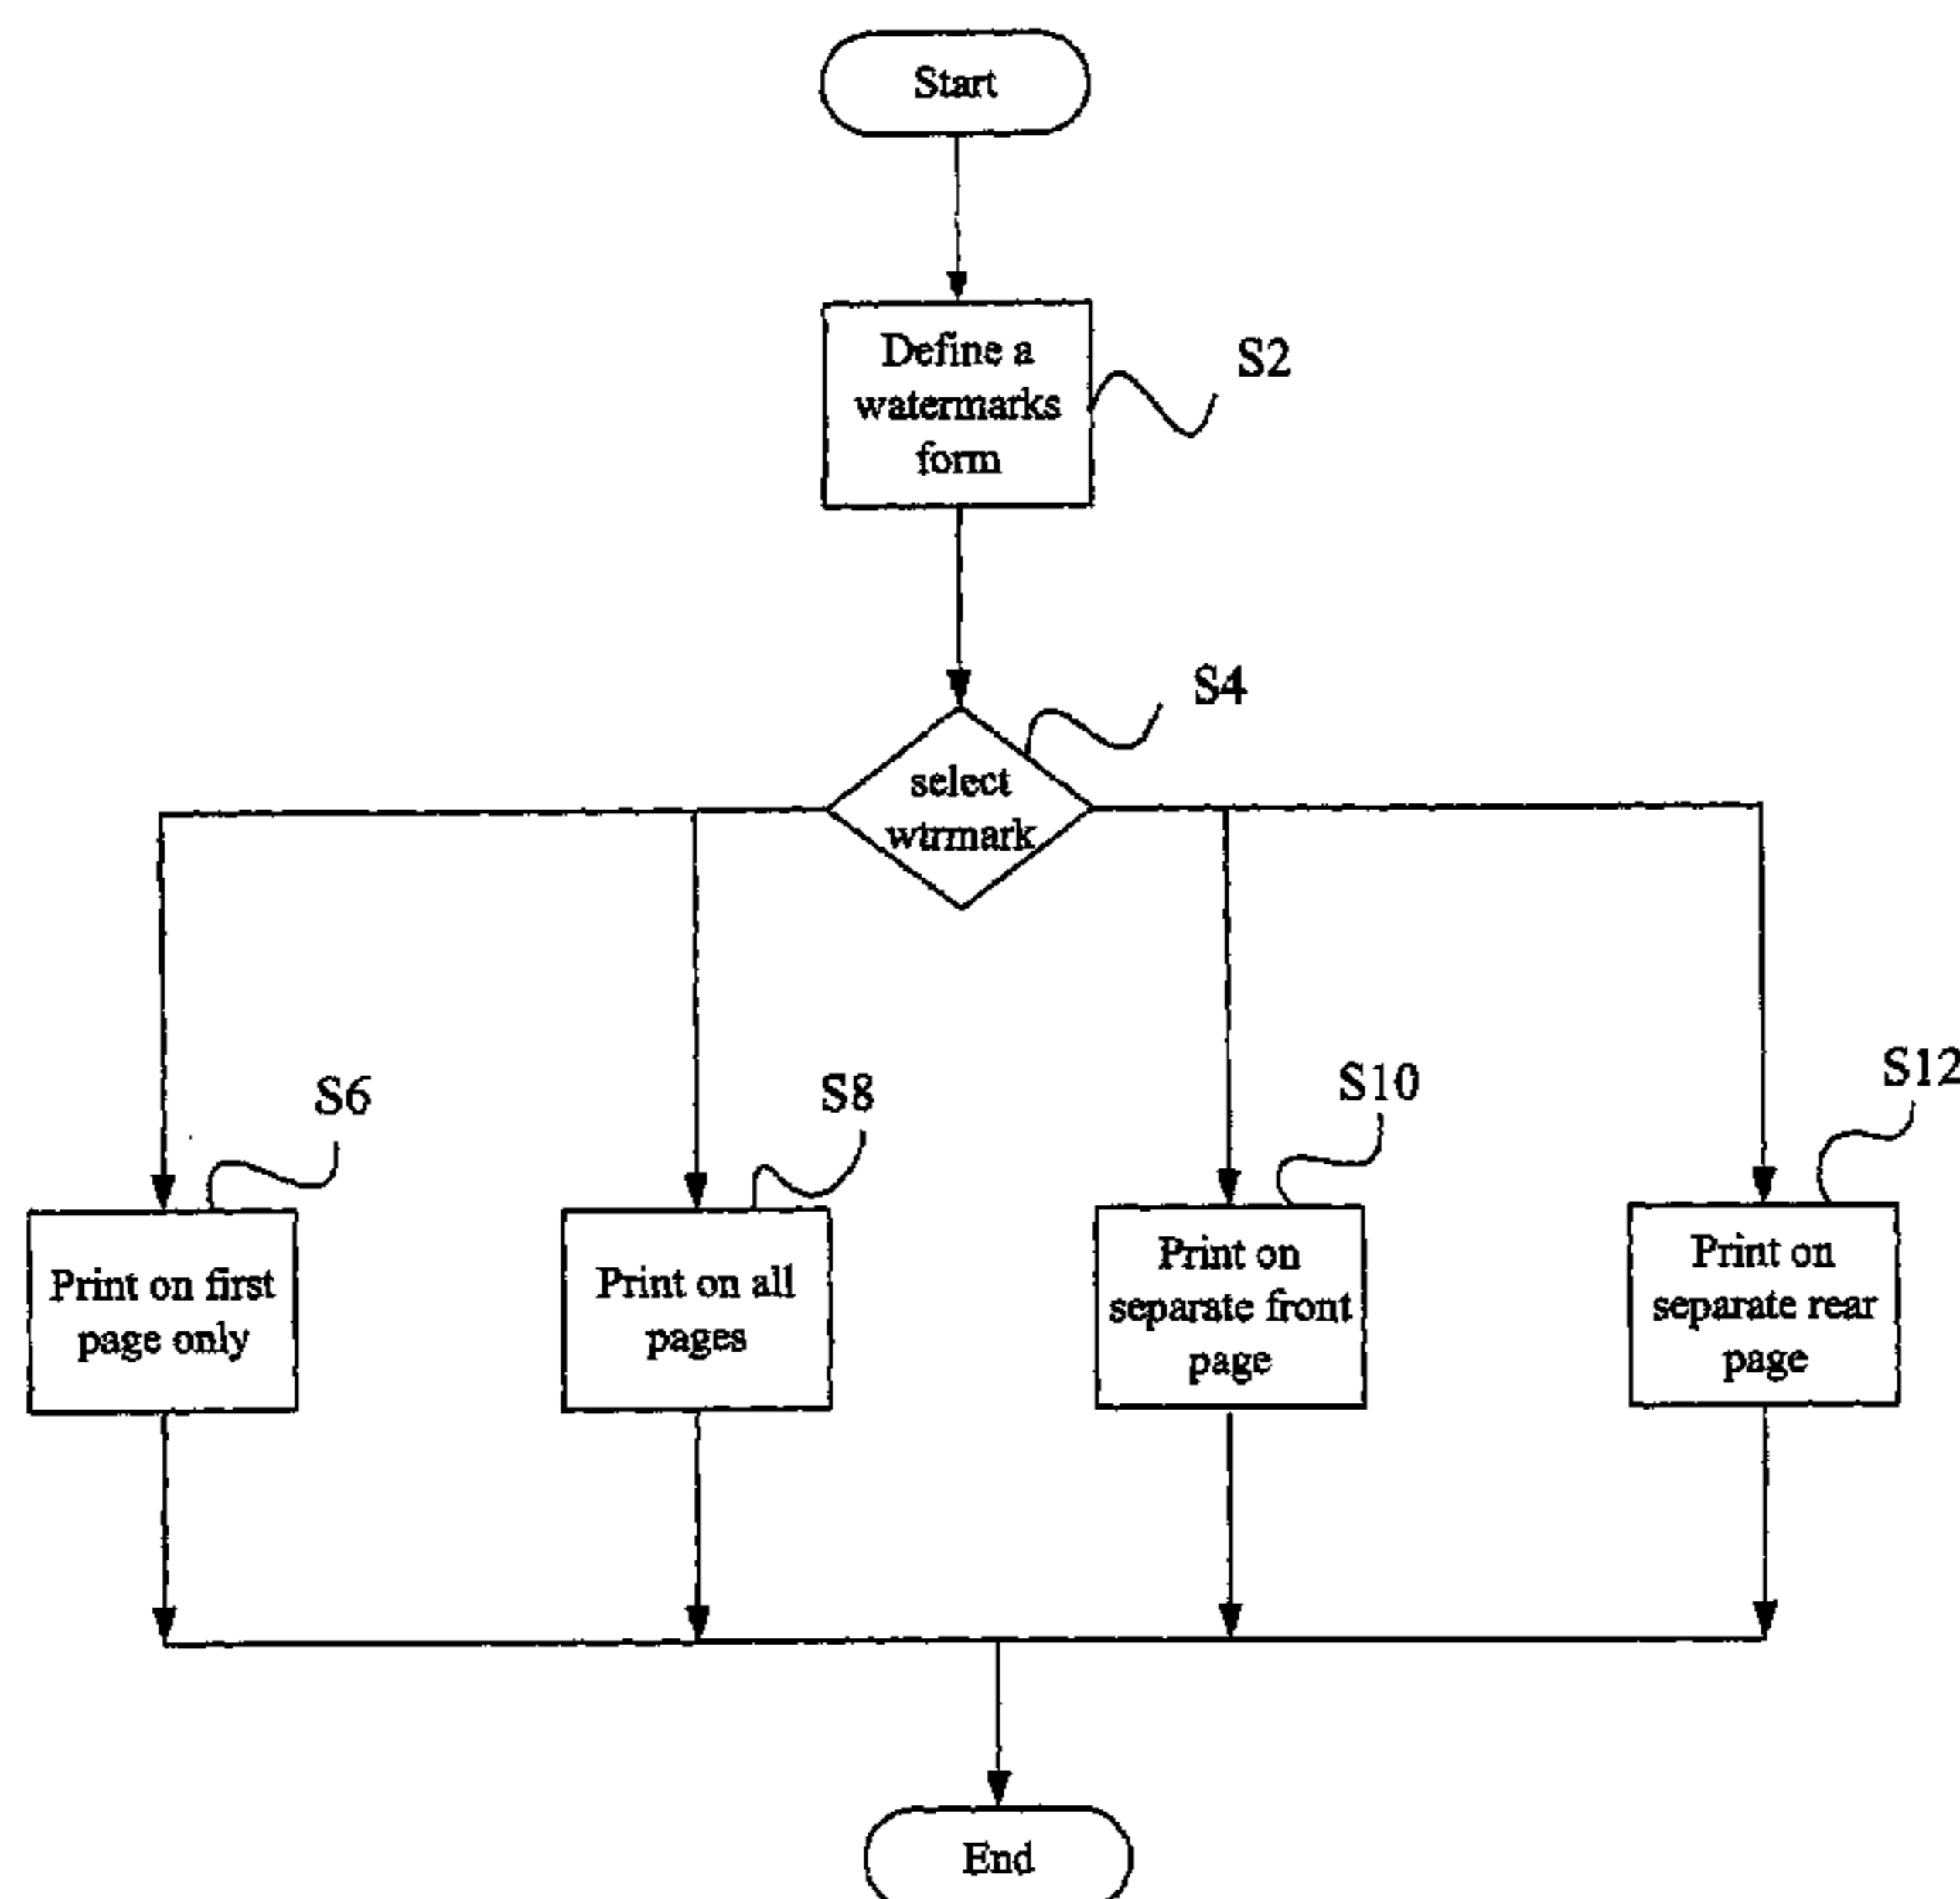 Start
Define a
watermarks
form
S2
S4
select
wtrmark
S6
S8
S10
S12
Print on first
page only
Print on all
pages
Print on
separate front
page
Print on
separate rear
page
End